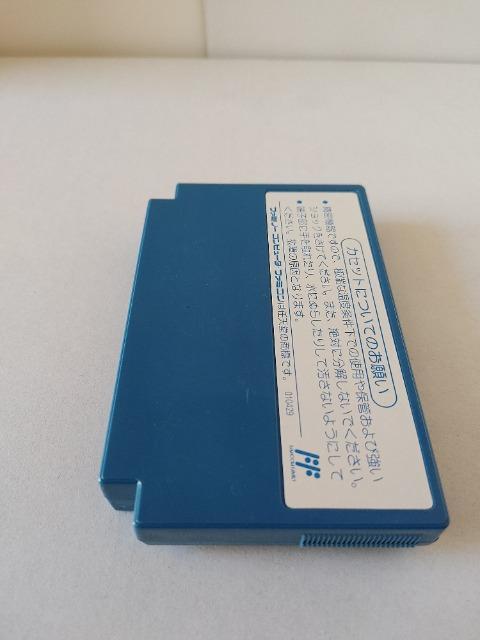 カセットについてのお願い
●精密機器ですので、極端な温度条件下での使用や保管および強い
ショックをさけてください。また、絶対に分解しないでください。
●端子部に手を触れたり、水にぬらしたりして汚さないようにして
ください。故障の原因となります。
ファミリーコンピュータ ファミコンは任天堂の商標です。
010429